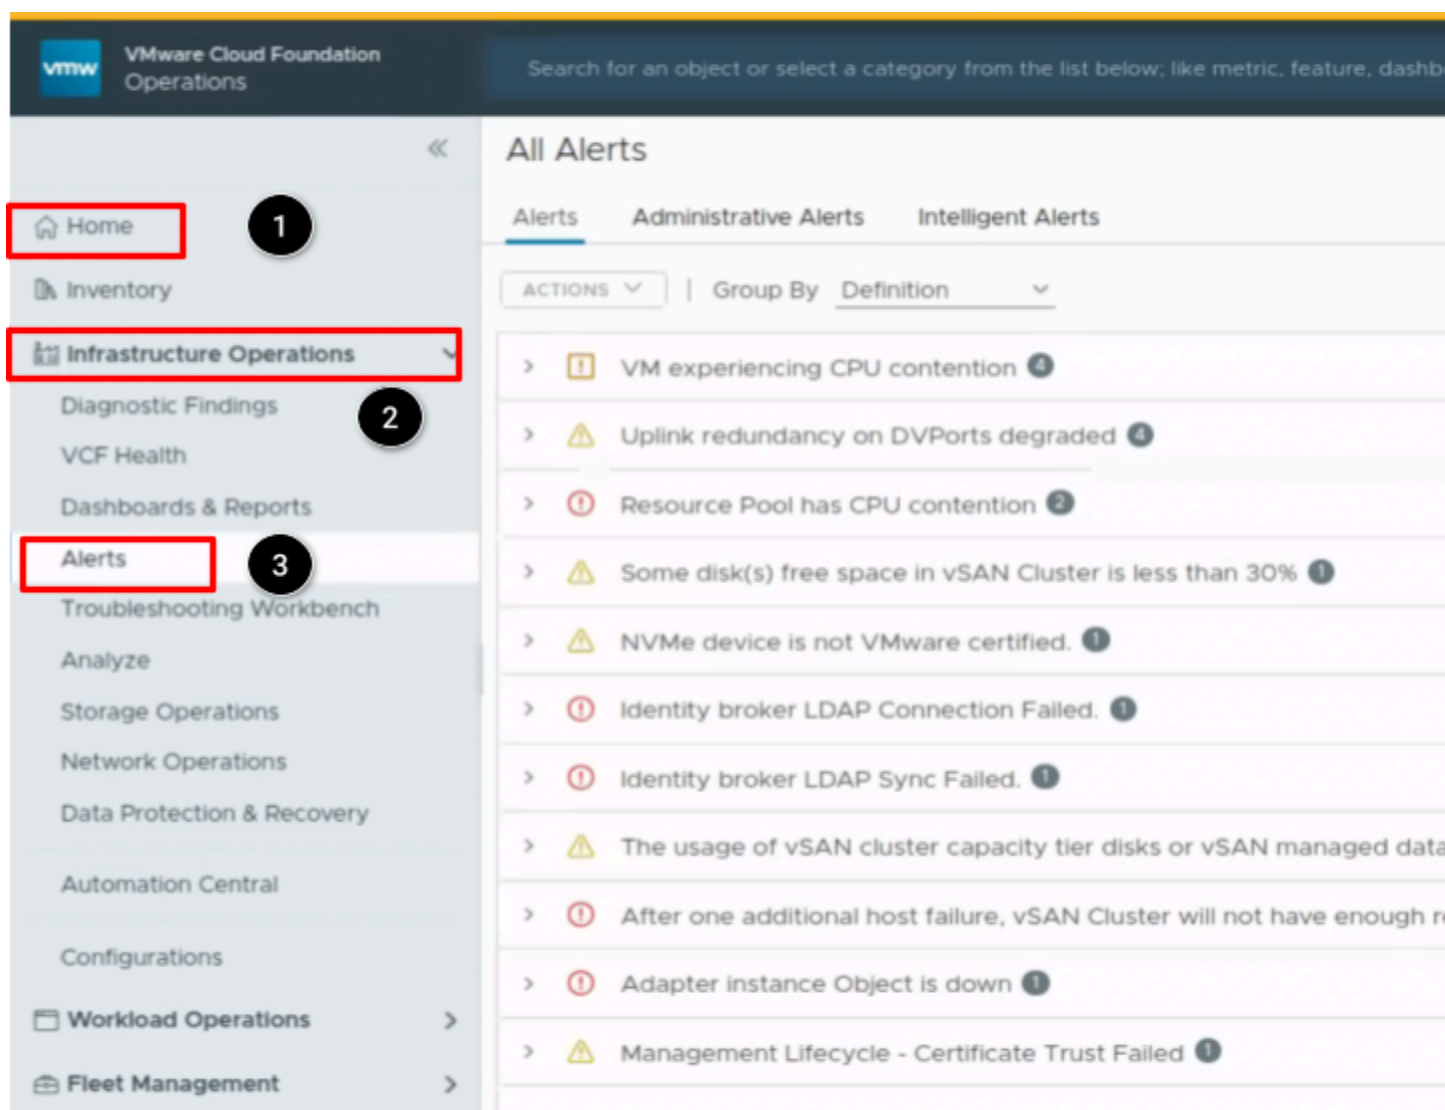 vmw
VMware Cloud Foundation
Operations
Search for an object or select a category from the list below; like metric, feature,
Home
1
Inventory
Infrastructure Operations
Diagnostic Findings
2
VCF Health
Dashboards & Reports
Alerts
3
Troubleshooting Workbench
Analyze
Storage Operations
Network Operations
Data Protection & Recovery
Automation Central
Configurations
Workload Operations
Fleet Management
All Alerts
Alerts Administrative Alerts Intelligent Alerts
ACTIONS | Group By Definition
VM experiencing CPU contention 4
Uplink redundancy on DVPorts degraded 4
Resource Pool has CPU contention 2
Some disk(s) free space in vSAN Cluster is less than 30% 1
NVMe device is not VMware certified. 1
Identity broker LDAP Connection Failed. 1
Identity broker LDAP Sync Failed. 1
The usage of vSAN cluster capacity tier disks or vSAN managed data
After one additional host failure, vSAN Cluster will not have enough
Adapter instance Object is down 1
Management Lifecycle - Certificate Trust Failed 1